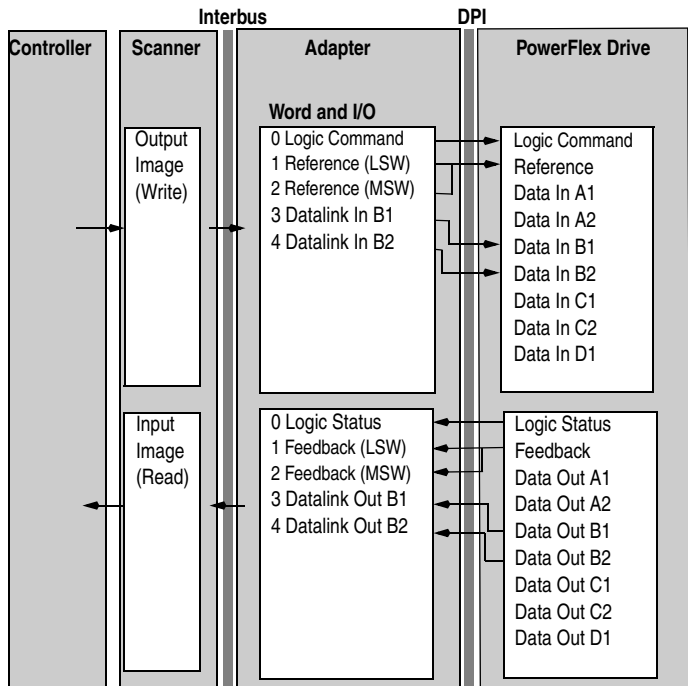 Interbus
DPI
Controller
Scanner
Adapter
PowerFlex Drive
Word and I/O
Output
Image
(Write)
0 Logic Command
1 Reference (LSW)
2 Reference (MSW)
3 Datalink In B1
4 Datalink In B2
Logic Command
Reference
Data In A1
Data In A2
Data In B1
Data In B2
Data In C1
Data In C2
Data In D1
Input
Image
(Read)
0 Logic Status
1 Feedback (LSW)
2 Feedback (MSW)
3 Datalink Out B1
4 Datalink Out B2
Logic Status
Feedback
Data Out A1
Data Out A2
Data Out B1
Data Out B2
Data Out C1
Data Out C2
Data Out D1